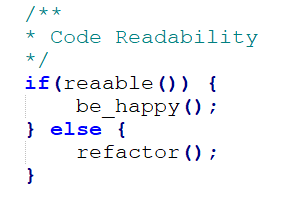 /**
* Code Readability
*/
if(reaable()) {
    be_happy();
} else {
    refactor();
}